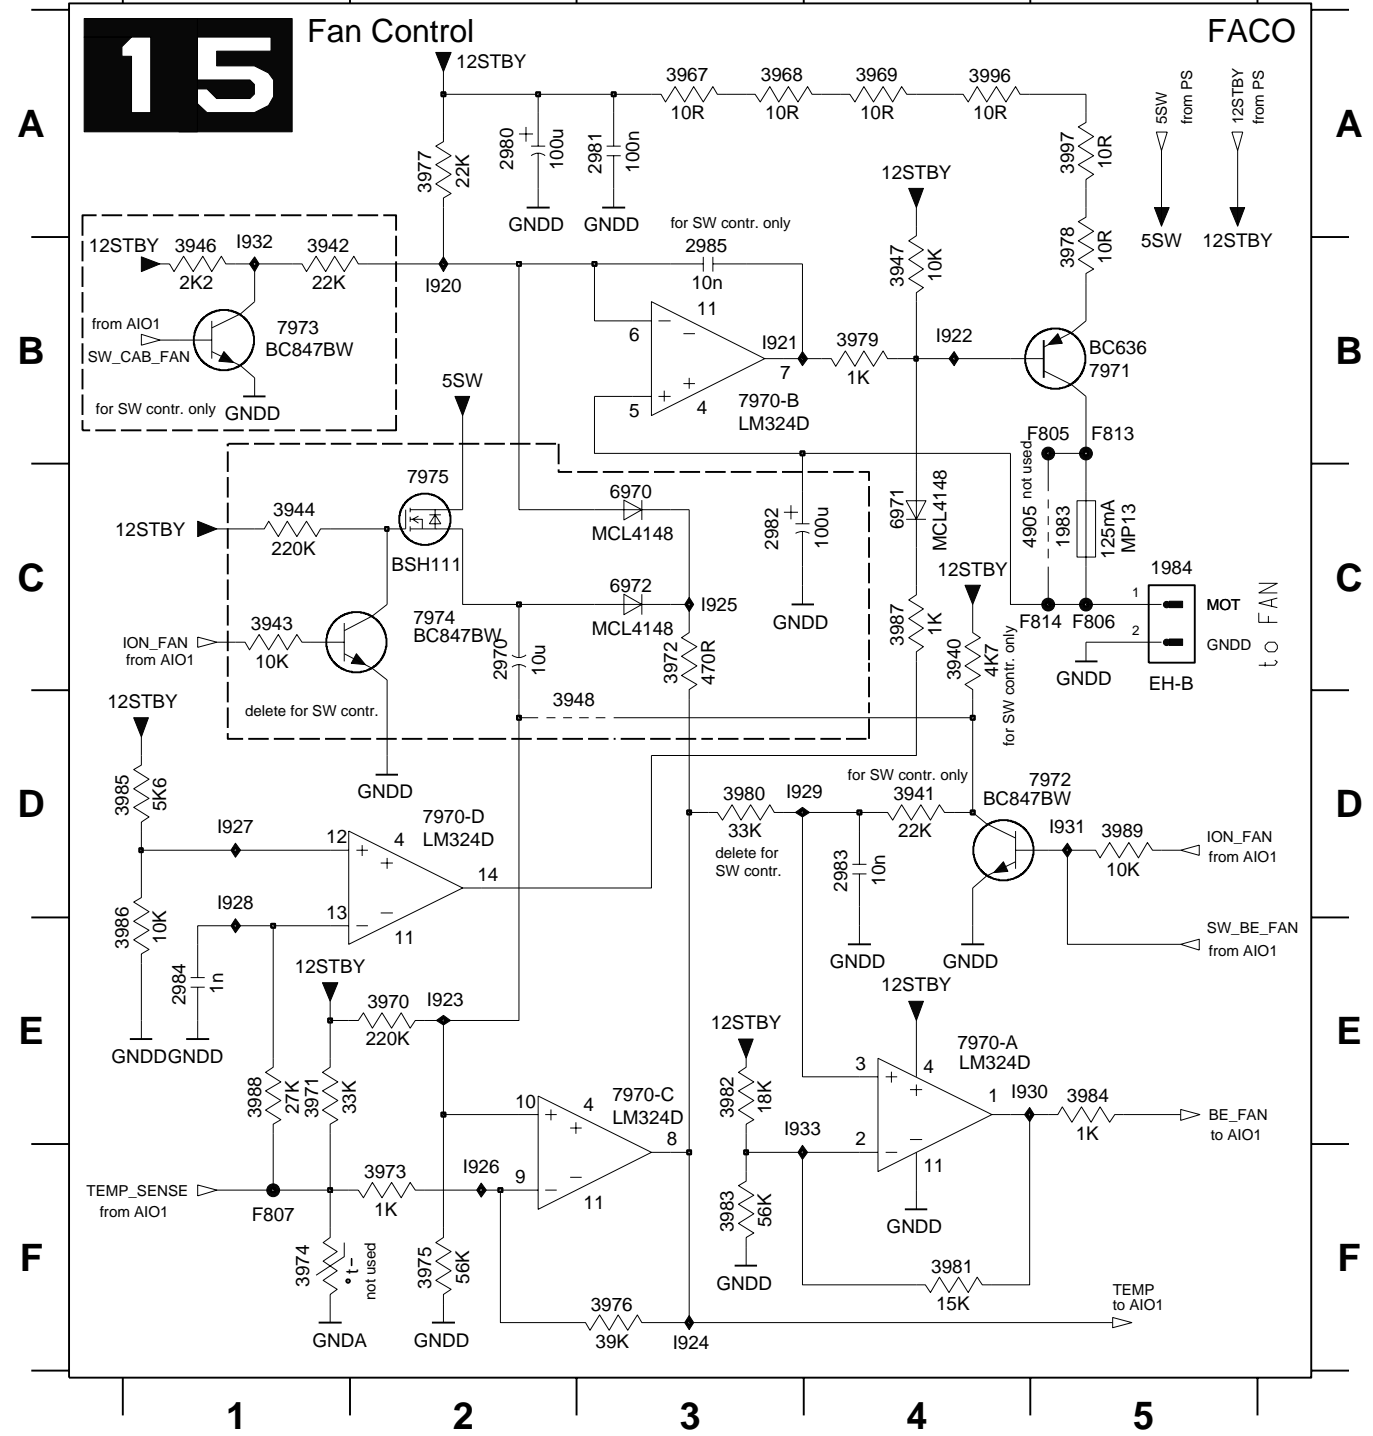 15
Fan Control
FACO
A
B
C
D
E
F
A
B
C
D
E
F
1
2
3
4
5
12STBY
3977
22K
2980
+
100u
GNDD
2981
100n
GNDD
3967
10R
3968
10R
3969
10R
3996
10R
3997
10R
3978
10R
5SW
from PS
5SW
12STBY
from PS
12STBY
12STBY
3946
2K2
I932
3942
22K
I920
from AIO1
SW_CAB_FAN
7973
BC847BW
for SW contr. only
GNDD
for SW contr. only
2985
10n
12STBY
3947
10K
6
−
−
11
5
+
+
4
7970-B
LM324D
I921
7
3979
1K
I922
BC636
7971
5SW
F805
F813
4905 not used
1983
125mA
MP13
F814
F806
1984
1
MOT
2
GNDD
GNDD
EH-B
to FAN
12STBY
3944
220K
7975
BSH111
ION_FAN
from AIO1
3943
10K
7974
BC847BW
2970
10u
6970
MCL4148
6972
MCL4148
I925
3972
470R
2982
+
100u
GNDD
6971
MCL4148
3987
1K
12STBY
3940
4K7
for SW contr. only
3948
delete for SW contr.
GNDD
12STBY
3985
5K6
I927
12
+
+
4
7970-D
LM324D
14
I928
13
−
−
11
3986
10K
2984
1n
GNDD
GNDD
3980
33K
delete for
SW contr.
I929
for SW contr. only
3941
22K
2983
10n
GNDD
7972
BC847BW
GNDD
I931
3989
10K
ION_FAN
from AIO1
SW_BE_FAN
from AIO1
12STBY
3970
220K
I923
3988
27K
3971
33K
10
+
+
4
7970-C
LM324D
8
9
−
−
11
12STBY
3982
18K
I933
3983
56K
GNDD
12STBY
3
+
+
4
7970-A
LM324D
1
I930
3984
1K
BE_FAN
to AIO1
2
−
−
11
GNDD
3981
15K
TEMP_SENSE
from AIO1
F807
3973
1K
I926
3974
°t-
not used
GNDA
3975
56K
GNDD
3976
39K
I924
TEMP
to AIO1